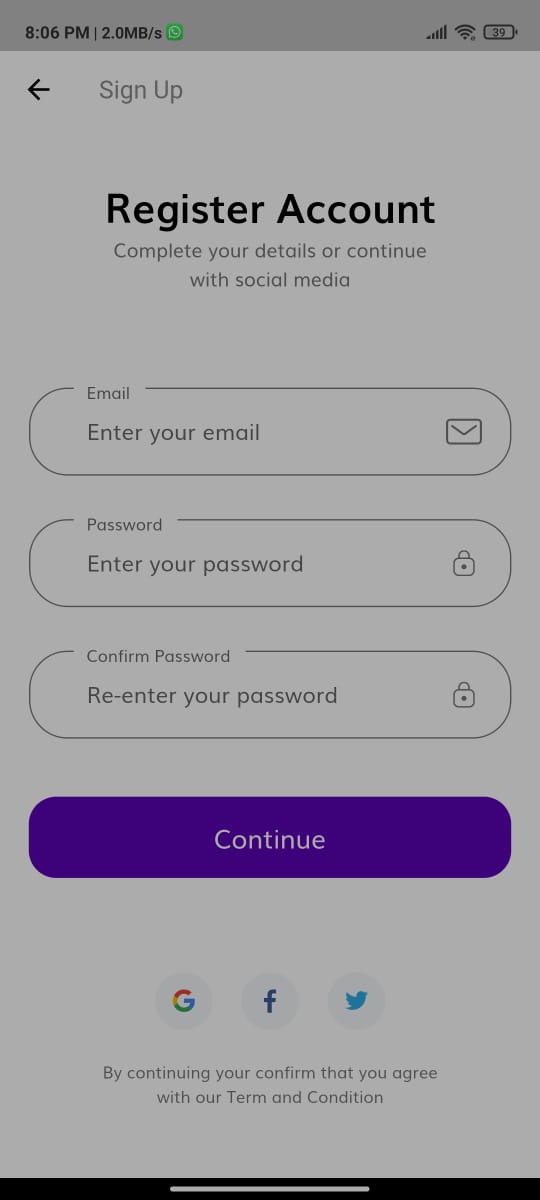 8:06 PM | 2.0MB/s 39
Sign Up
Register Account
Complete your details or continue
with social media
Email
Enter your email
Password
Enter your password
Confirm Password
Re-enter your password
Continue
By continuing your confirm that you agree
with our Term and Condition